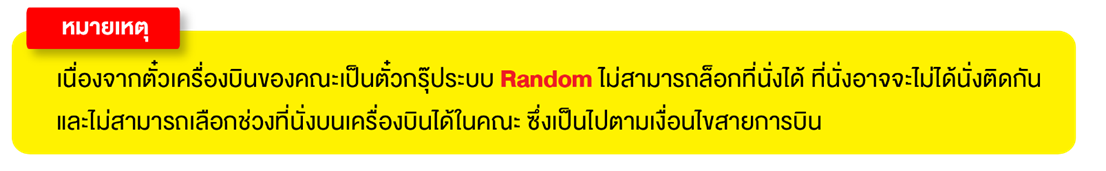 หมายเหตุ
เนื่องจากตั๋วเครื่องบินของคณะเป็นตั๋วกรุ๊ประบบ Random ไม่สามารถล็อกที่นั่งได้ ที่นั่งอาจจะไม่ได้นั่งติดกัน
และไม่สามารถเลือกช่วงที่นั่งบนเครื่องบินได้ในคณะ ซึ่งเป็นไปตามเงื่อนไขสายการบิน